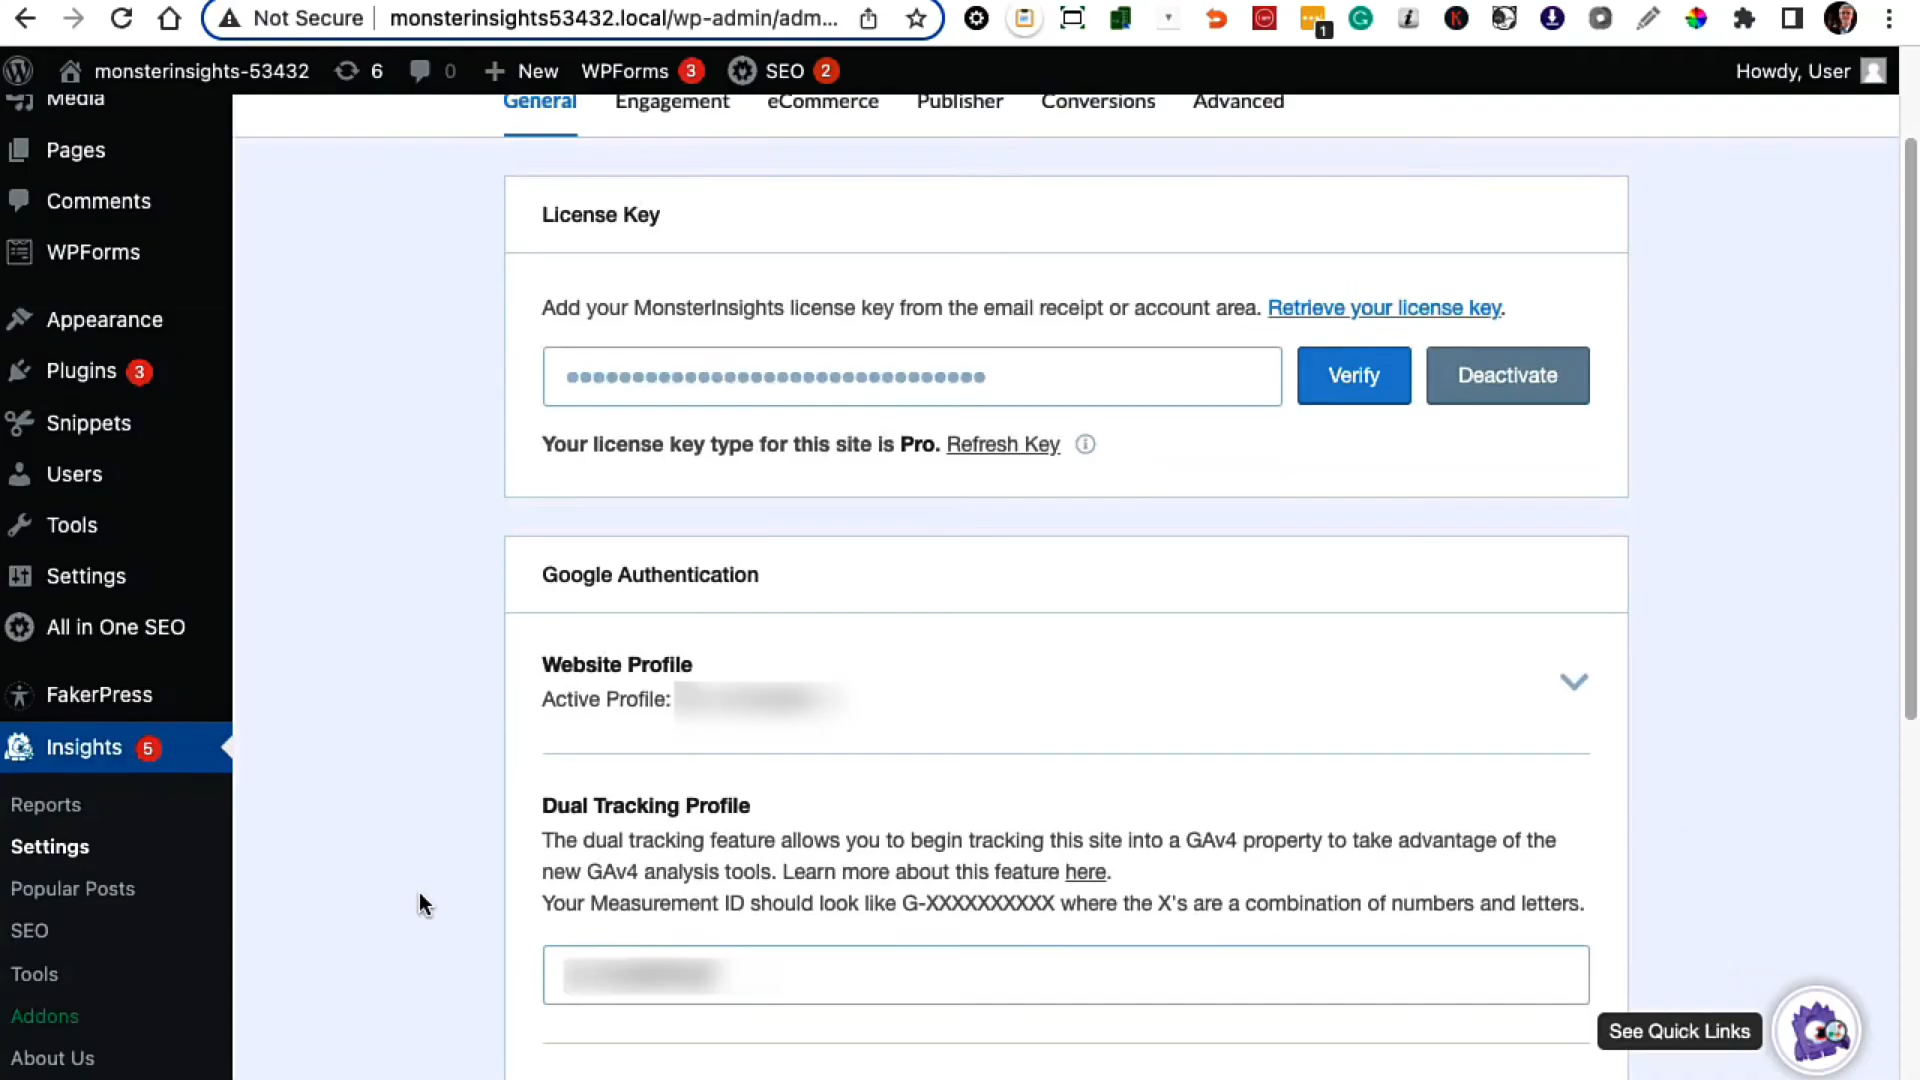 Not Secure monsterinsights53432.local/wp-admin/adm...
1
monsterinsights-53432 6 0 New WPForms 3 SEO 2 Howdy, User
Media
Pages
Comments
WPForms
Appearance
Plugins 3
Snippets
Users
Tools
Settings
All in One SEO
FakerPress
Insights 5
Reports
Settings
Popular Posts
SEO
Tools
Addons
About Us
General Engagement eCommerce Publisher Conversions Advanced
License Key
Add your MonsterInsights license key from the email receipt or account area. Retrieve your license key.
Verify Deactivate
Your license key type for this site is Pro. Refresh Key
Google Authentication
Website Profile
Active Profile:
Dual Tracking Profile
The dual tracking feature allows you to begin tracking this site into a GAv4 property to take advantage of the
new GAv4 analysis tools. Learn more about this feature here.
Your Measurement ID should look like G-XXXXXXXXXX where the X's are a combination of numbers and letters.
See Quick Links